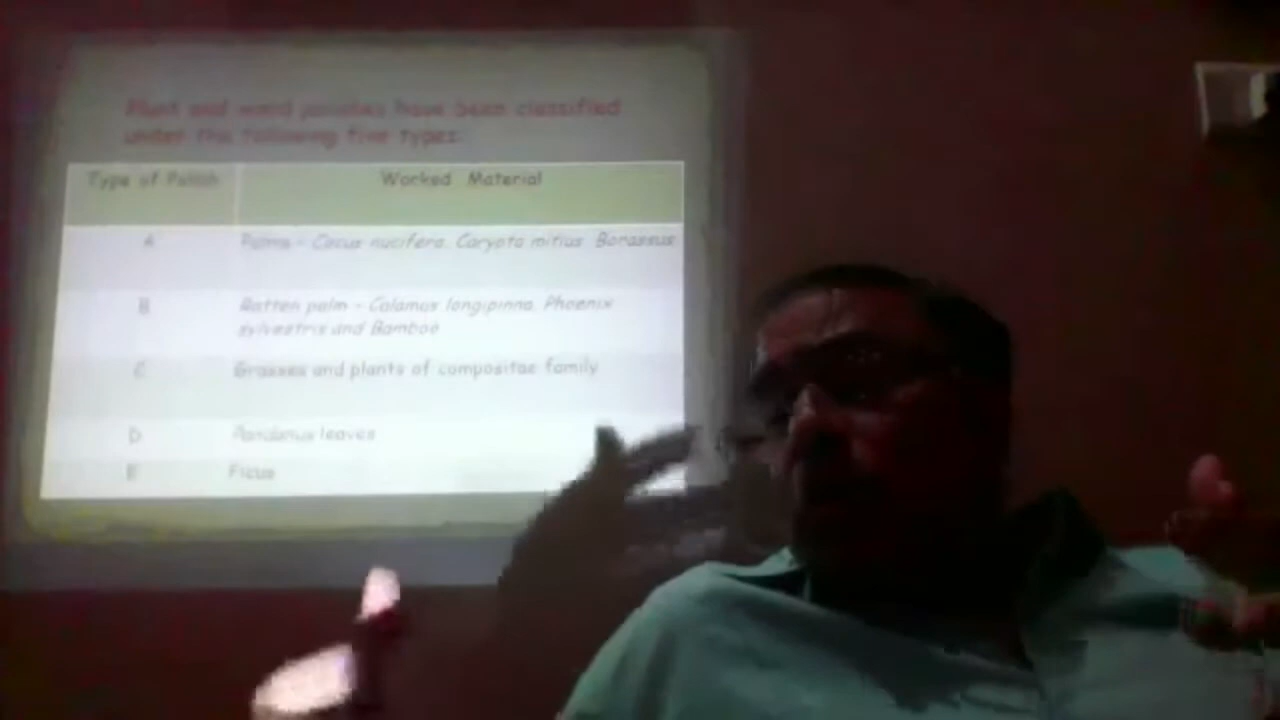 Plant and wood polishes have been classified
under the following five types:
Type of Polish Worked Material
A Palms - Cocus nucifera, Caryota mitius Borassus
B Ratten palm - Calamus longipinna, Phoenix
sylvestris and Bamboo
C Grasses and plants of compositae family
D Pandanus leaves
E Ficus